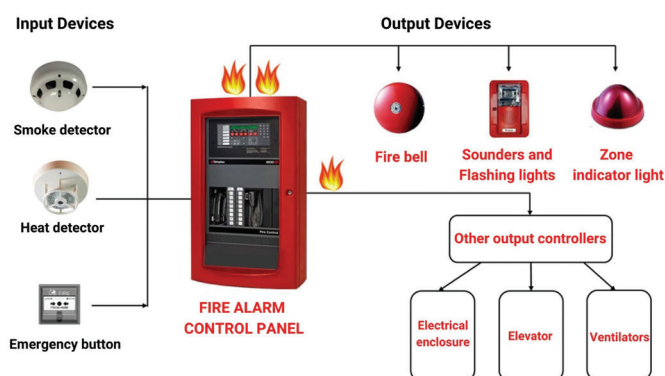 Input Devices
Output Devices
Smoke detector
Heat detector
Emergency button
FIRE ALARM
CONTROL PANEL
Fire bell
Sounders and
Flashing lights
Zone
indicator light
Other output controllers
Electrical
enclosure
Elevator
Ventilators